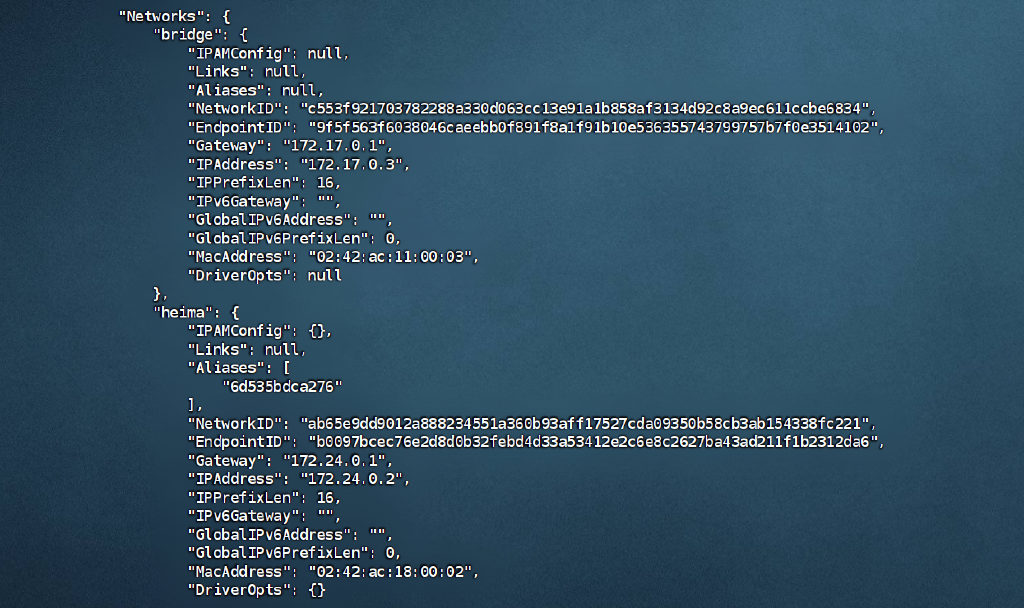 "Networks": {
"bridge": {
"IPAMConfig": null,
"Links": null,
"Aliases": null,
"NetworkID": "c553f921703782288a330d063cc13e91a1b858af3134d92c8a9ec611ccbe6834",
"EndpointID": "9f5f563f6038046caeebb0f891f8a1f91b10e536355743799757b7f0e3514102",
"Gateway": "172.17.0.1",
"IPAddress": "172.17.0.3",
"IPPrefixLen": 16,
"IPv6Gateway": "",
"GlobalIPv6Address": "",
"GlobalIPv6PrefixLen": 0,
"MacAddress": "02:42:ac:11:00:03",
"DriverOpts": null
},
"heima": {
"IPAMConfig": {},
"Links": null,
"Aliases": [
"6d535bdca276"
],
"NetworkID": "ab65e9dd9012a888234551a360b93aff17527cda09350b58cb3ab154338fc221",
"EndpointID": "b0097bcec76e2d8d0b32febd4d33a53412e2c6e8c2627ba43ad211f1b2312da6",
"Gateway": "172.24.0.1",
"IPAddress": "172.24.0.2",
"IPPrefixLen": 16,
"IPv6Gateway": "",
"GlobalIPv6Address": "",
"GlobalIPv6PrefixLen": 0,
"MacAddress": "02:42:ac:18:00:02",
"DriverOpts": {}